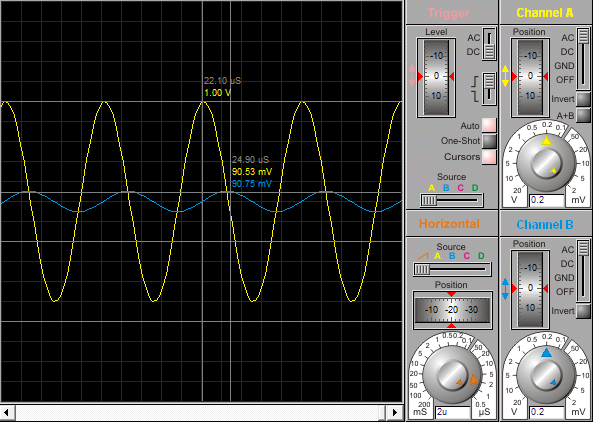 22.10 uS
1.00 V
24.90 uS
90.53 mV
90.75 mV
Trigger
Level
-10
0
10
AC
DC
Auto
One-Shot
Cursors
Source
A B C D
Channel A
Position
-10
0
10
AC
DC
GND
OFF
Invert
A+B
0.2
0.5 0.1
1 50
2 20
5 10
10 5
20 2
V 0.2 mV
Horizontal
Source
A B C D
Position
-10 -20 -30
0.5 0.2 0.1
1 50
2 20
5 10
10 5
20 2
50 1
100 0.5
200
mS 2u µS
Channel B
Position
-10
0
10
AC
DC
GND
OFF
Invert
0.2
0.5 0.1
1 50
2 20
5 10
10 5
20 2
V 0.2 mV